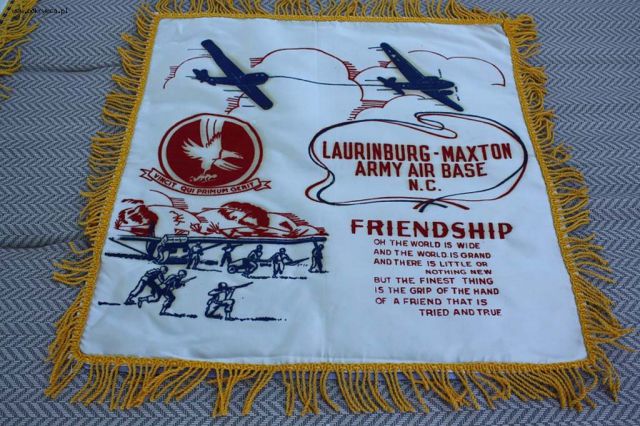 LAURINBURG-MAXTON
ARMY AIR BASE
N.C.
VINCIT QUI PRIMUM GERIT
FRIENDSHIP
OH THE WORLD IS WIDE
AND THE WORLD IS GRAND
AND THERE IS LITTLE OR
NOTHING NEW
BUT THE FINEST THING
IS THE GRIP OF THE HAND
OF A FRIEND THAT IS
TRIED AND TRUE